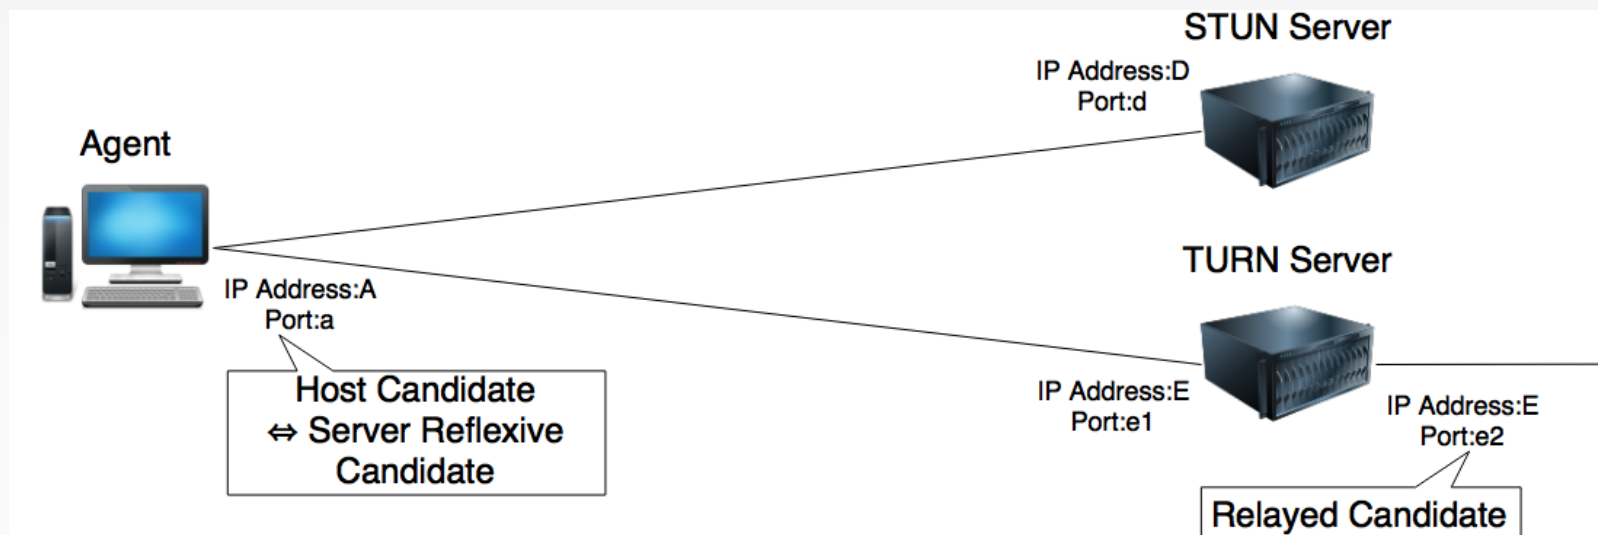 STUN Server
IP Address:D
Port:d
Agent
TURN Server
IP Address:A
Port:a
Host Candidate
⇔ Server Reflexive
Candidate
IP Address:E
Port:e1
IP Address:E
Port:e2
Relayed Candidate